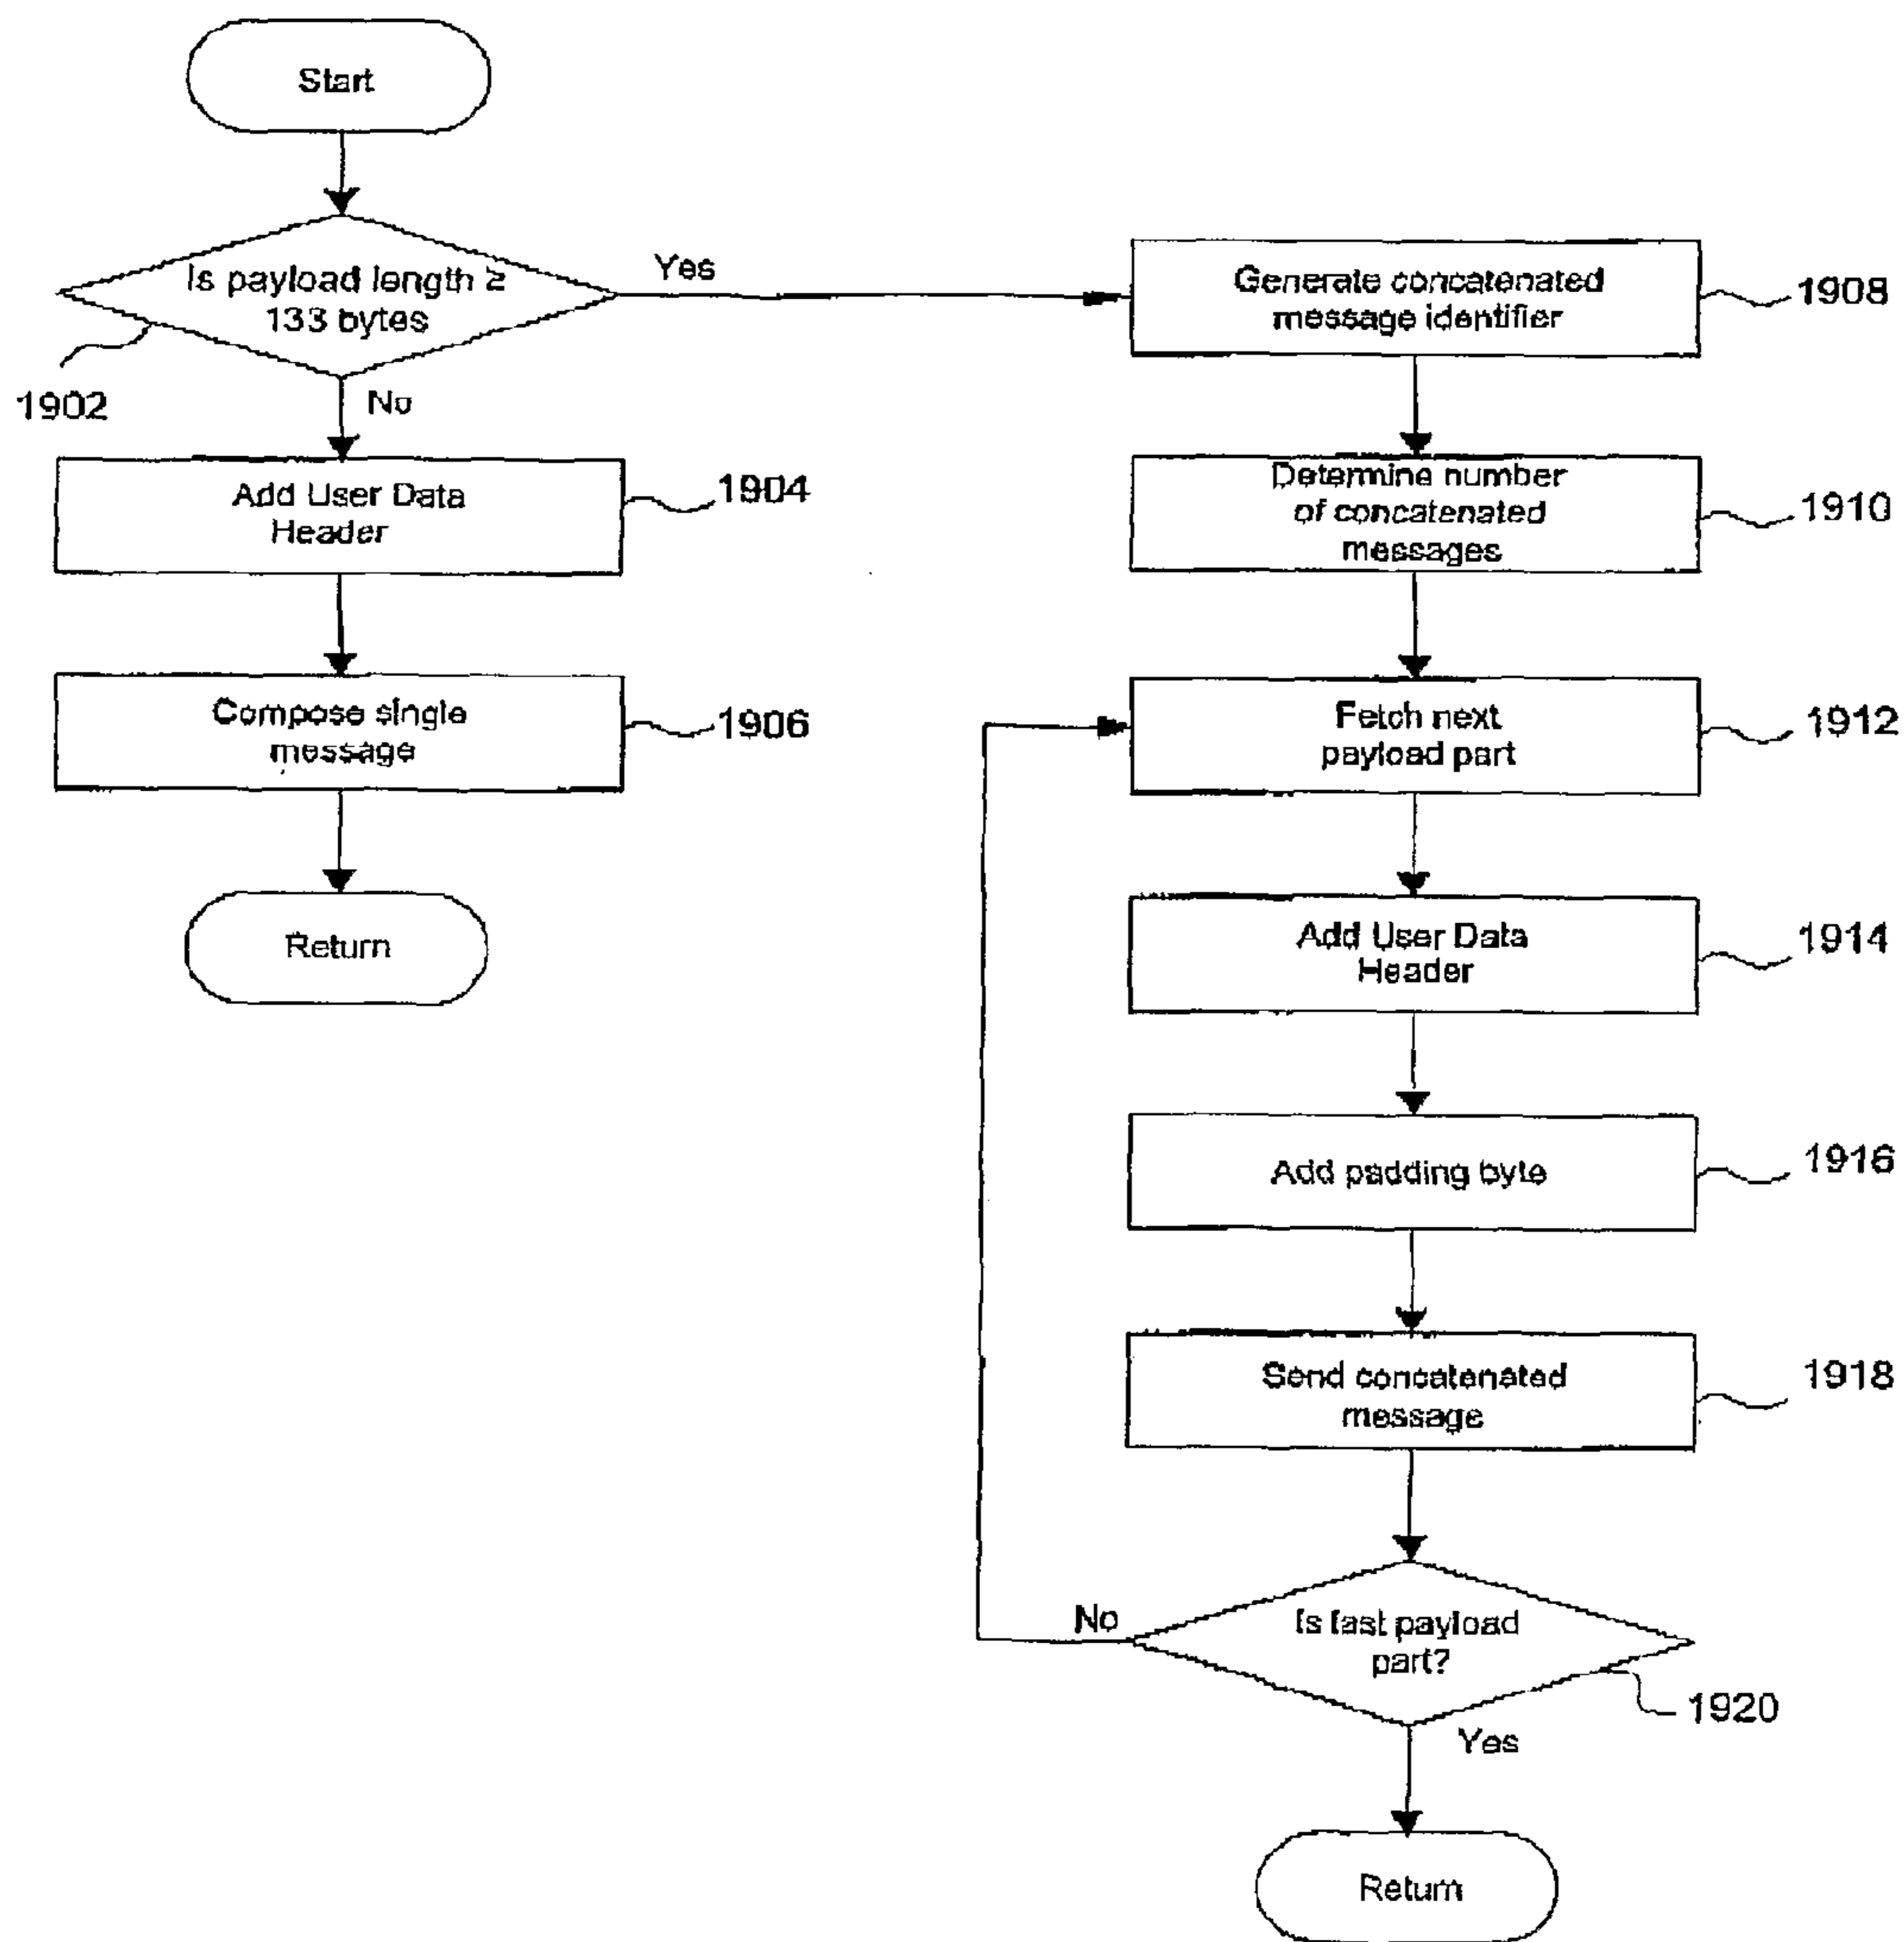 Start
Is payload length ≥
133 bytes
Yes
No
1902
Add User Data
Header
1904
Compose single
message
1906
Return
Generate concatenated
message identifier
1908
Determine number
of concatenated
messages
1910
Fetch next
payload part
1912
Add User Data
Header
1914
Add padding byte
1916
Send concatenated
message
1918
Is last payload
part?
No
1920
Yes
Return